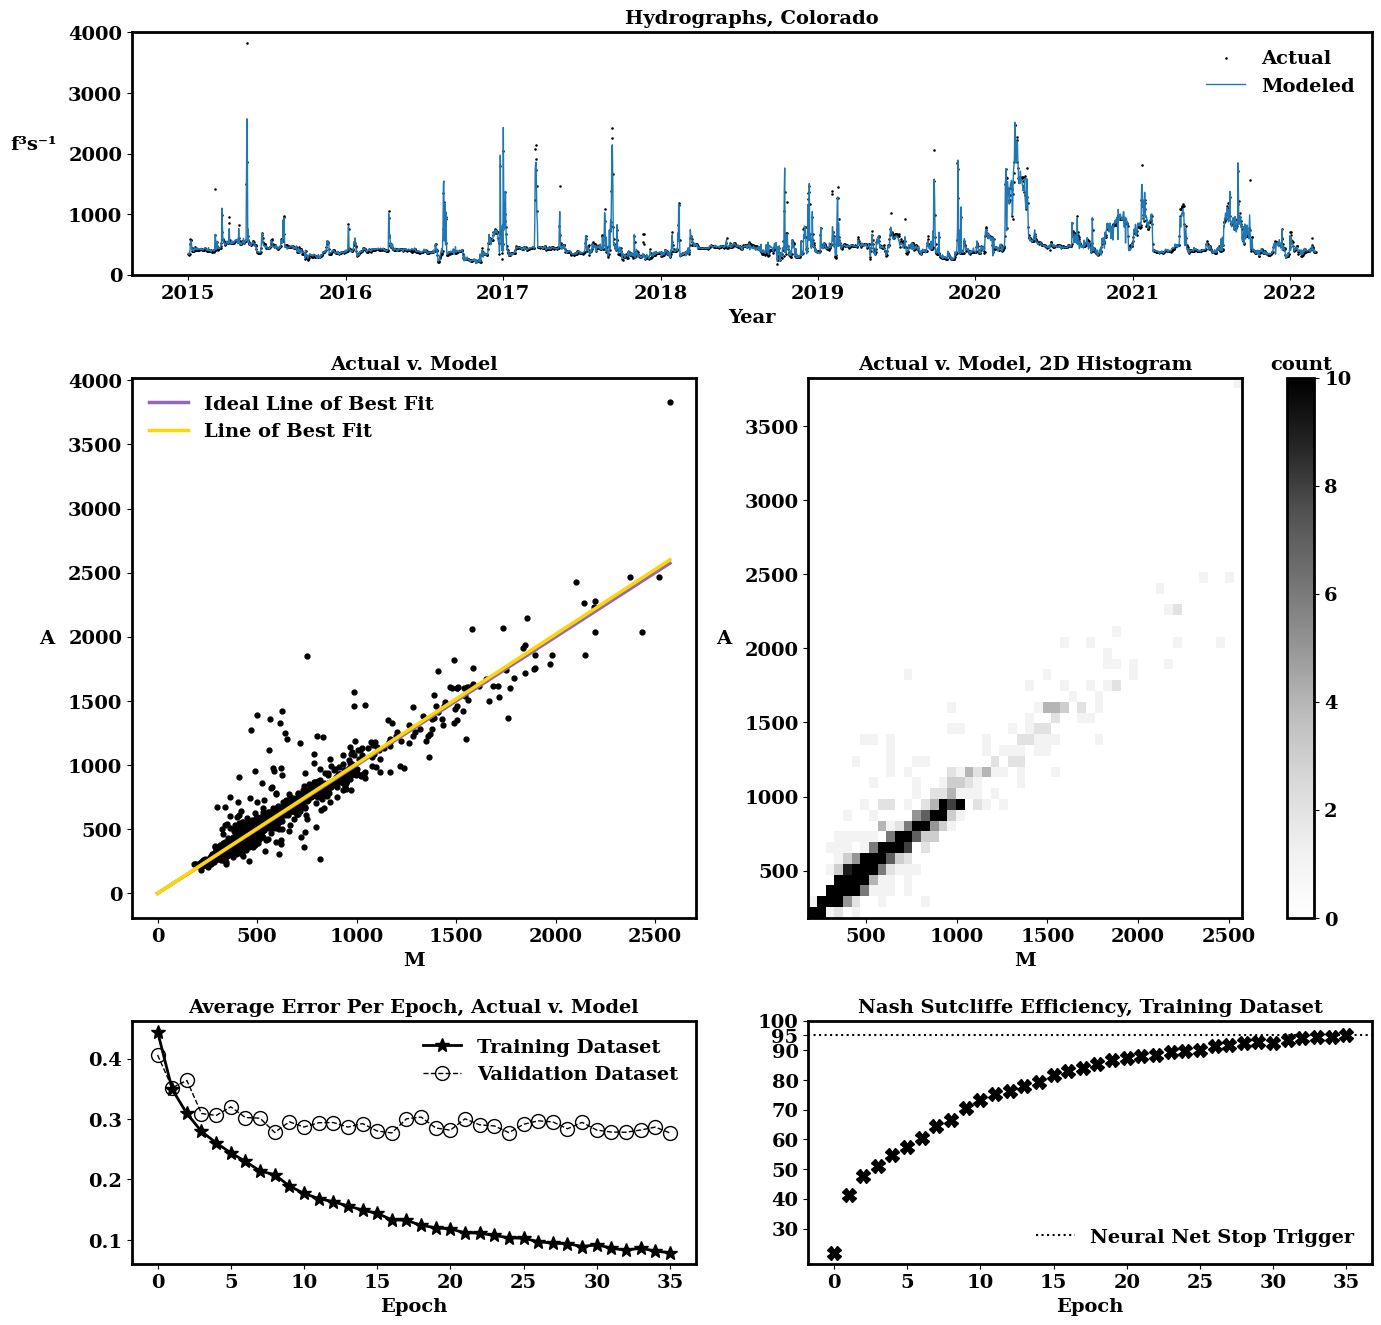 Hydrographs, Colorado
4000
3000
2000
1000
0
f³s⁻¹
Actual
Modeled
2015 2016 2017 2018 2019 2020 2021 2022
Year
Actual v. Model
4000
3500
3000
2500
2000
1500
1000
500
0
A
Ideal Line of Best Fit
Line of Best Fit
0 500 1000 1500 2000 2500
M
Actual v. Model, 2D Histogram
3500
3000
2500
2000
1500
1000
500
A
500 1000 1500 2000 2500
M
count
10
8
6
4
2
0
Average Error Per Epoch, Actual v. Model
0.4
0.3
0.2
0.1
Training Dataset
Validation Dataset
0 5 10 15 20 25 30 35
Epoch
Nash Sutcliffe Efficiency, Training Dataset
100
95
90
80
70
60
50
40
30
Neural Net Stop Trigger
0 5 10 15 20 25 30 35
Epoch